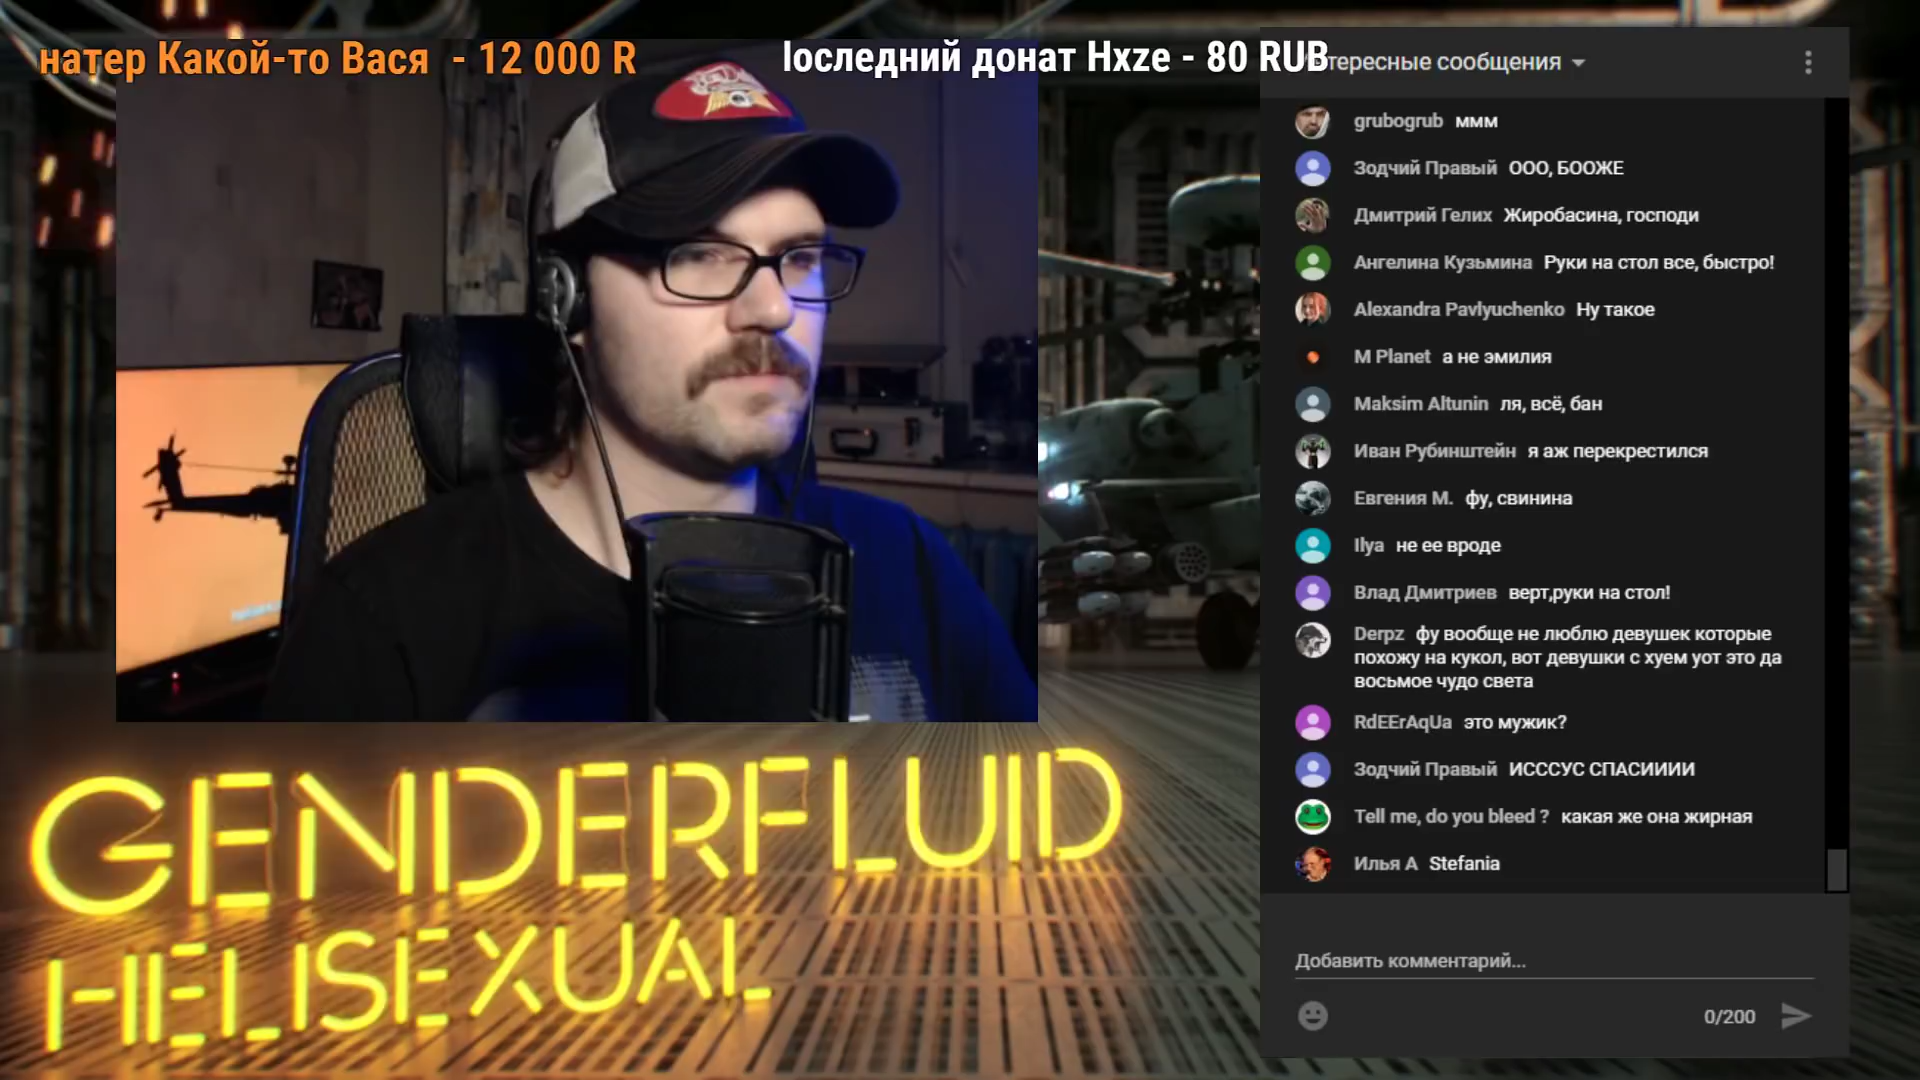 натер Какой-то Вася - 12 000 R
оследний донат Hxze - 80 RUB
тересные сообщения
grubogrub ммм
Зодчий Правый ООО, БООЖЕ
Дмитрий Гелих Жиробасина, господи
Ангелина Кузьмина Руки на стол все, быстро!
Alexandra Pavlyuchenko Ну такое
M Planet а не эмилия
Maksim Altunin ля, всё, бан
Иван Рубинштейн я аж перекрестился
Евгения М. фу, свинина
Ilya не ее вроде
Влад Дмитриев верт,руки на стол!
Derpz фу вообще не люблю девушек которые
похожу на кукол, вот девушки с хуем уот это да
восьмое чудо света
RdEErAqUa это мужик?
Зодчий Правый ИСССУС СПАСИИИИ
Tell me, do you bleed ? какая же она жирная
Илья А Stefania
Добавить комментарий...
0/200
GENDERFLUID
HELISEXUAL